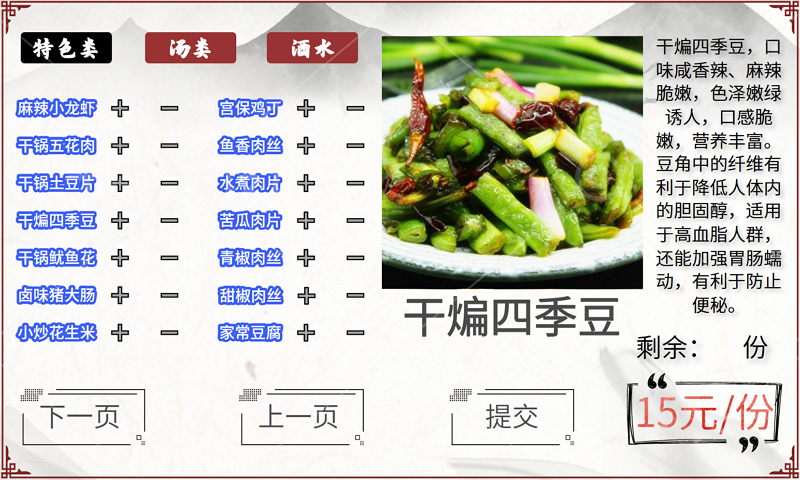 特色类 汤类 酒水
麻辣小龙虾 + — 宫保鸡丁 + —
干锅五花肉 + — 鱼香肉丝 + —
干锅土豆片 + — 水煮肉片 + —
干煸四季豆 + — 苦瓜肉片 + —
干锅鱿鱼花 + — 青椒肉丝 + —
卤味猪大肠 + — 甜椒肉丝 + —
小炒花生米 + — 家常豆腐 + —
干煸四季豆
干煸四季豆，口
味咸香辣、麻辣
脆嫩，色泽嫩绿
诱人，口感脆
嫩，营养丰富。
豆角中的纤维有
利于降低人体内
的胆固醇，适用
于高血脂人群，
还能加强胃肠蠕
动，有利于防止
便秘。
剩余： 份
15元/份
下一页 上一页 提交